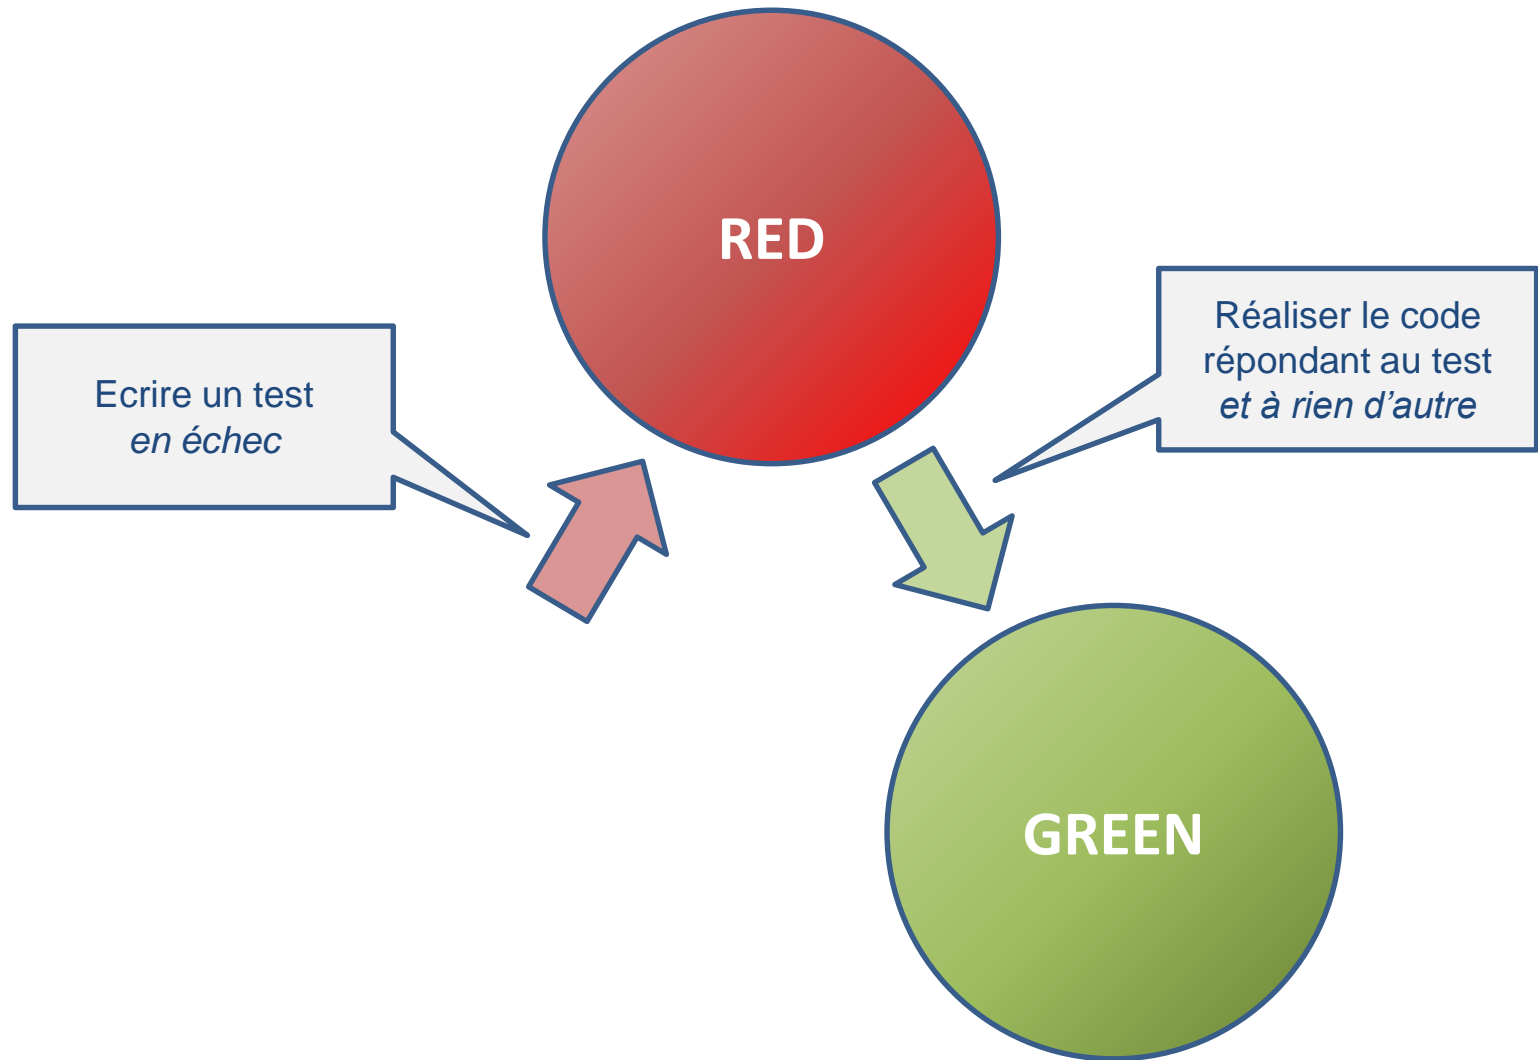 RED
Ecrire un test
en échec
Réaliser le code
répondant au test
et à rien d’autre
GREEN